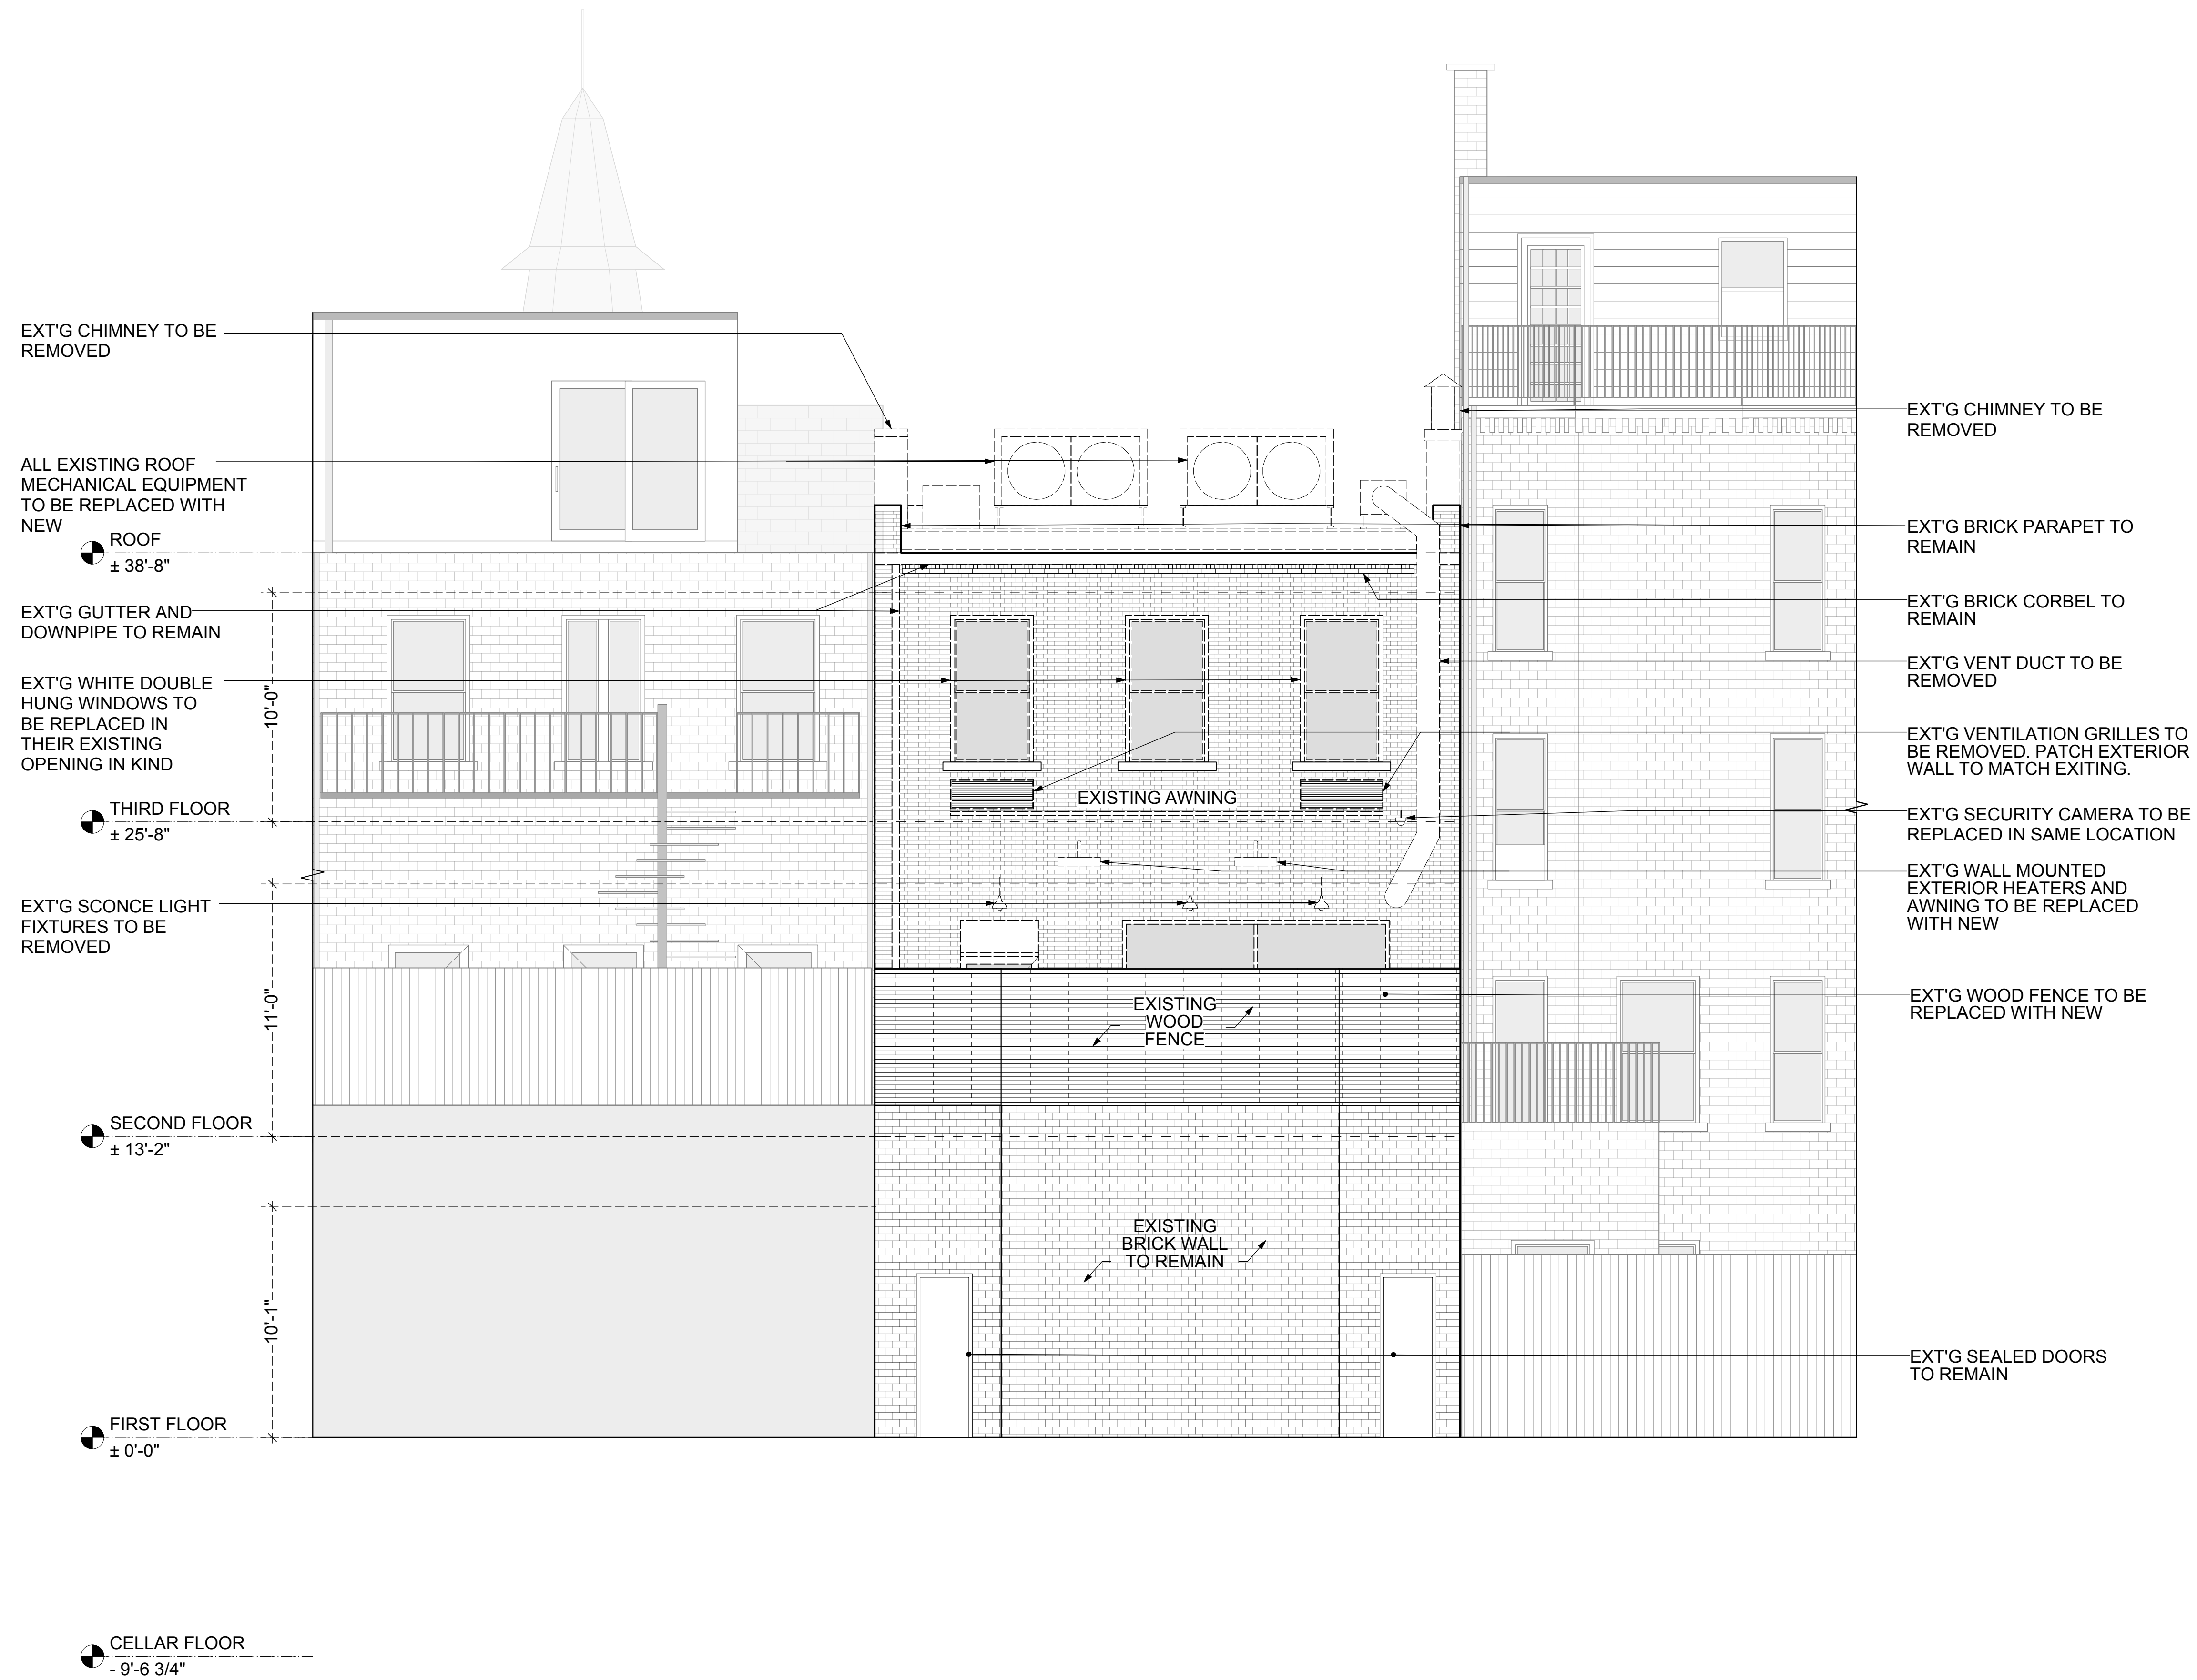 EXT'G CHIMNEY TO BE
REMOVED
ALL EXISTING ROOF
MECHANICAL EQUIPMENT
TO BE REPLACED WITH
NEW
ROOF
± 38'-8"
EXT'G GUTTER AND
DOWNPIPE TO REMAIN
EXT'G WHITE DOUBLE
HUNG WINDOWS TO
BE REPLACED IN
THEIR EXISTING
OPENING IN KIND
10'-0"
THIRD FLOOR
± 25'-8"
EXT'G SCONCE LIGHT
FIXTURES TO BE
REMOVED
11'-0"
SECOND FLOOR
± 13'-2"
10'-1"
FIRST FLOOR
± 0'-0"
CELLAR FLOOR
- 9'-6 3/4"
EXISTING AWNING
EXISTING
WOOD
FENCE
EXISTING
BRICK WALL
TO REMAIN
EXT'G CHIMNEY TO BE
REMOVED
EXT'G BRICK PARAPET TO
REMAIN
EXT'G BRICK CORBEL TO
REMAIN
EXT'G VENT DUCT TO BE
REMOVED
EXT'G VENTILATION GRILLES TO
BE REMOVED. PATCH EXTERIOR
WALL TO MATCH EXITING.
EXT'G SECURITY CAMERA TO BE
REPLACED IN SAME LOCATION
EXT'G WALL MOUNTED
EXTERIOR HEATERS AND
AWNING TO BE REPLACED
WITH NEW
EXT'G WOOD FENCE TO BE
REPLACED WITH NEW
EXT'G SEALED DOORS
TO REMAIN